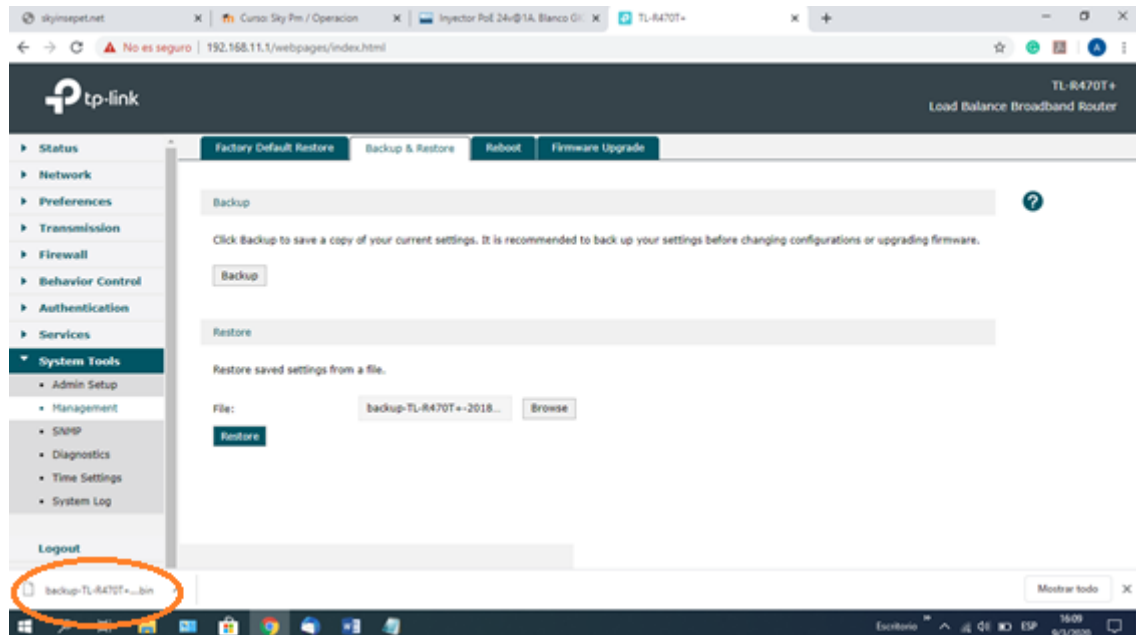 skyinsepet.net
Curso: Sky Pm / Operacion
Inyector PoE 24v@1A. Blanco
TL-R470T+
No es seguro | 192.168.11.1/webpages/index.html
A
tp-link
TL-R470T+
Load Balance Broadband Router
Status
Network
Preferences
Transmission
Firewall
Behavior Control
Authentication
Services
System Tools
Admin Setup
Management
SNMP
Diagnostics
Time Settings
System Log
Logout
Factory Default Restore
Backup & Restore
Reboot
Firmware Upgrade
Backup
?
Click Backup to save a copy of your current settings. It is recommended to back up your settings before changing configurations or upgrading firmware.
Backup
Restore
Restore saved settings from a file.
File:
backup-TL-R470T+-2018...
Browse
Restore
backup-TL-R470T+....bin
Mostrar todo
Escritorio
ESP
16:09
9/3/2020